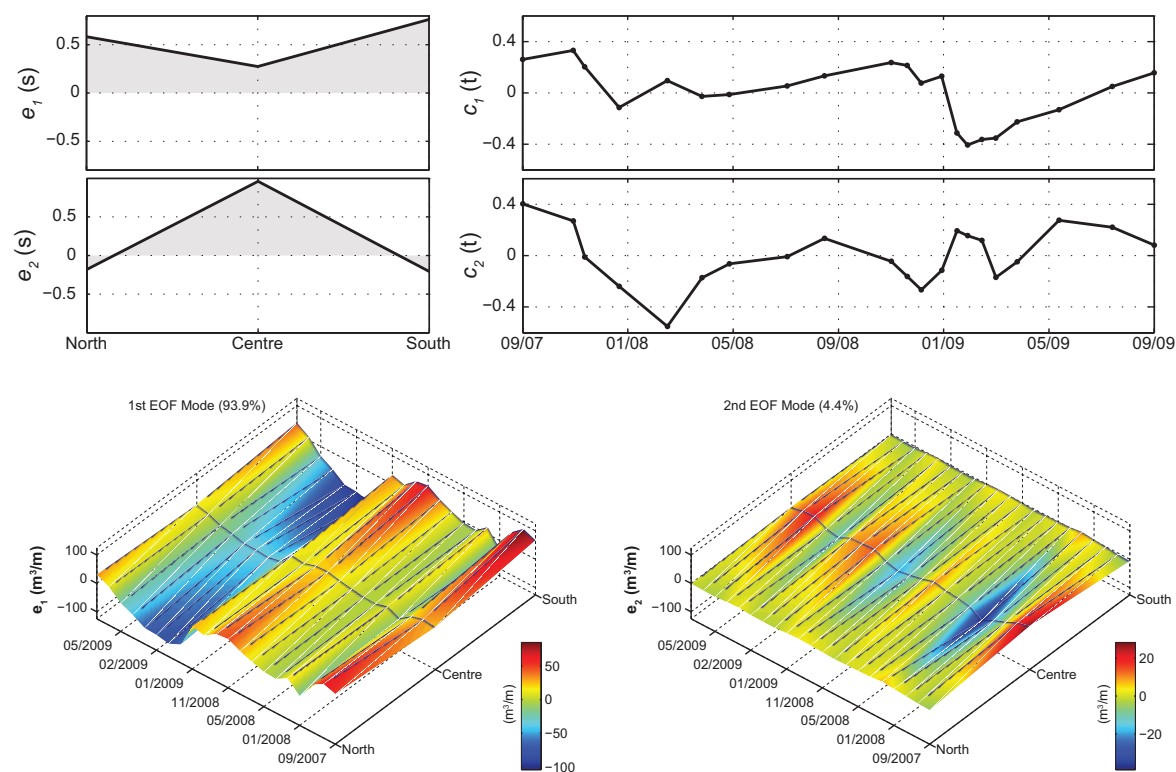 e1 (s)
0.5
0
−0.5
c1 (t)
0.4
0
−0.4
e2 (s)
0.5
0
−0.5
North
Centre
South
c2 (t)
0.4
0
−0.4
09/07
01/08
05/08
09/08
01/09
05/09
09/09
1st EOF Mode (93.9%)
e1 (m³/m)
100
0
−100
05/2009
02/2009
01/2009
11/2008
05/2008
01/2008
09/2007
North
Centre
South
(m³/m)
50
0
−50
−100
2nd EOF Mode (4.4%)
e2 (m³/m)
100
0
−100
05/2009
02/2009
01/2009
11/2008
05/2008
01/2008
09/2007
North
Centre
South
(m³/m)
20
0
−20